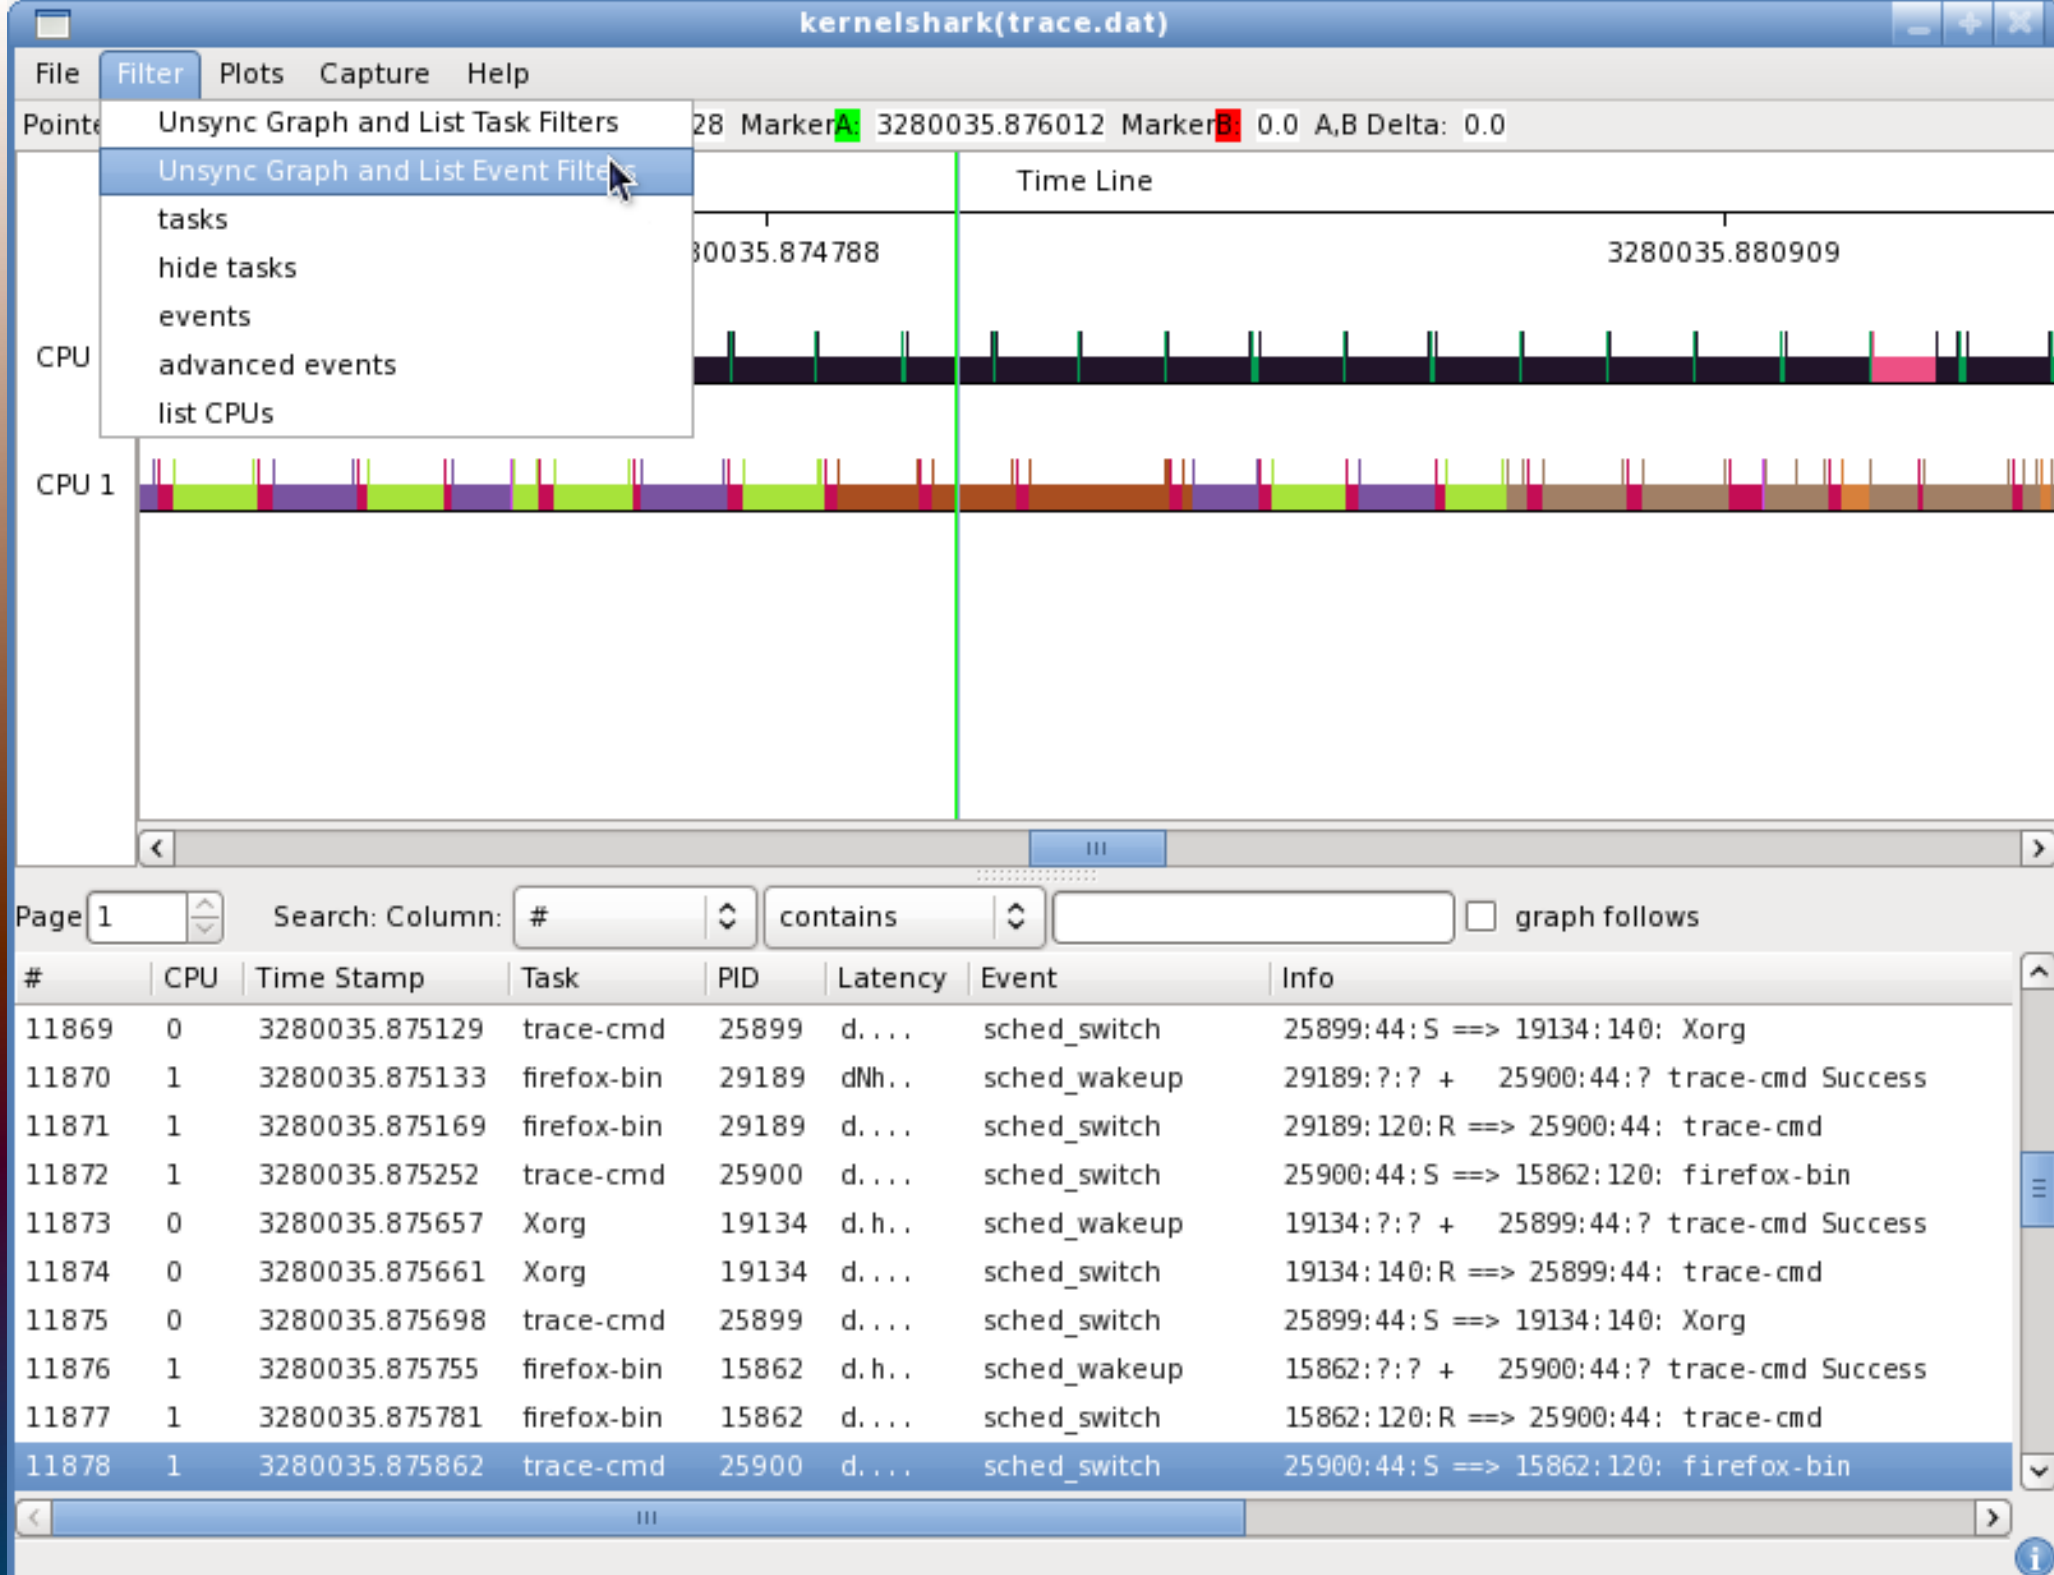 kernelshark(trace.dat)
File Filter Plots Capture Help
Pointe 28 MarkerA: 3280035.876012 MarkerB: 0.0 A,B Delta: 0.0
Unsync Graph and List Task Filters
Unsync Graph and List Event Filters
tasks
hide tasks
events
advanced events
list CPUs
Time Line
30035.874788 3280035.880909
CPU
CPU 1
Page 1 Search: Column: # contains graph follows
# CPU Time Stamp Task PID Latency Event Info
11869 0 3280035.875129 trace-cmd 25899 d.... sched_switch 25899:44:S ==> 19134:140: Xorg
11870 1 3280035.875133 firefox-bin 29189 dNh.. sched_wakeup 29189:?:? + 25900:44:? trace-cmd Success
11871 1 3280035.875169 firefox-bin 29189 d.... sched_switch 29189:120:R ==> 25900:44: trace-cmd
11872 1 3280035.875252 trace-cmd 25900 d.... sched_switch 25900:44:S ==> 15862:120: firefox-bin
11873 0 3280035.875657 Xorg 19134 d.h.. sched_wakeup 19134:?:? + 25899:44:? trace-cmd Success
11874 0 3280035.875661 Xorg 19134 d.... sched_switch 19134:140:R ==> 25899:44: trace-cmd
11875 0 3280035.875698 trace-cmd 25899 d.... sched_switch 25899:44:S ==> 19134:140: Xorg
11876 1 3280035.875755 firefox-bin 15862 d.h.. sched_wakeup 15862:?:? + 25900:44:? trace-cmd Success
11877 1 3280035.875781 firefox-bin 15862 d.... sched_switch 15862:120:R ==> 25900:44: trace-cmd
11878 1 3280035.875862 trace-cmd 25900 d.... sched_switch 25900:44:S ==> 15862:120: firefox-bin